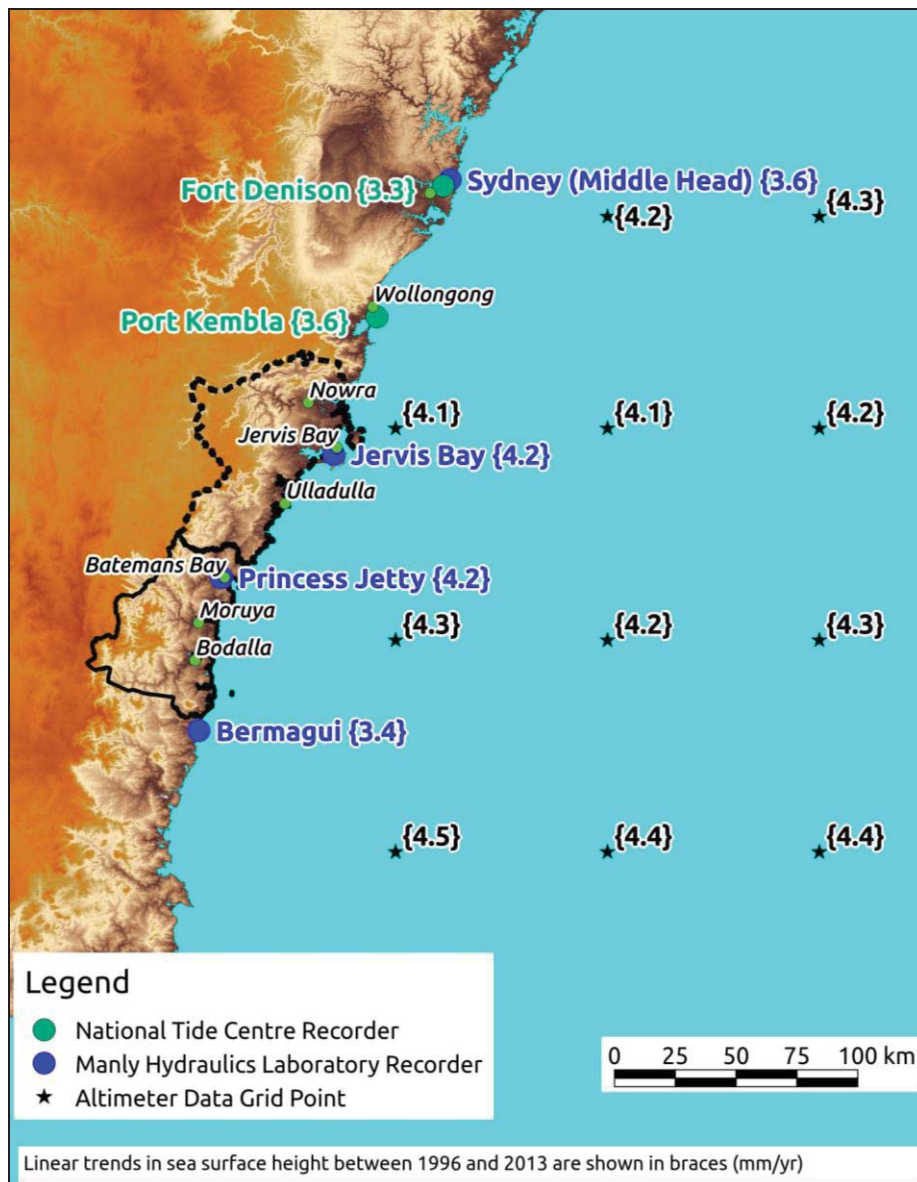 Fort Denison {3.3}
Sydney (Middle Head) {3.6}
{4.2}
{4.3}
Wollongong
Port Kembla {3.6}
Nowra
{4.1}
{4.1}
{4.2}
Jervis Bay
Jervis Bay {4.2}
Ulladulla
Batemans Bay
Princess Jetty {4.2}
Moruya
{4.3}
{4.2}
{4.3}
Bodalla
Bermagui {3.4}
{4.5}
{4.4}
{4.4}
Legend
National Tide Centre Recorder
Manly Hydraulics Laboratory Recorder
Altimeter Data Grid Point
0 25 50 75 100 km
Linear trends in sea surface height between 1996 and 2013 are shown in braces (mm/yr)